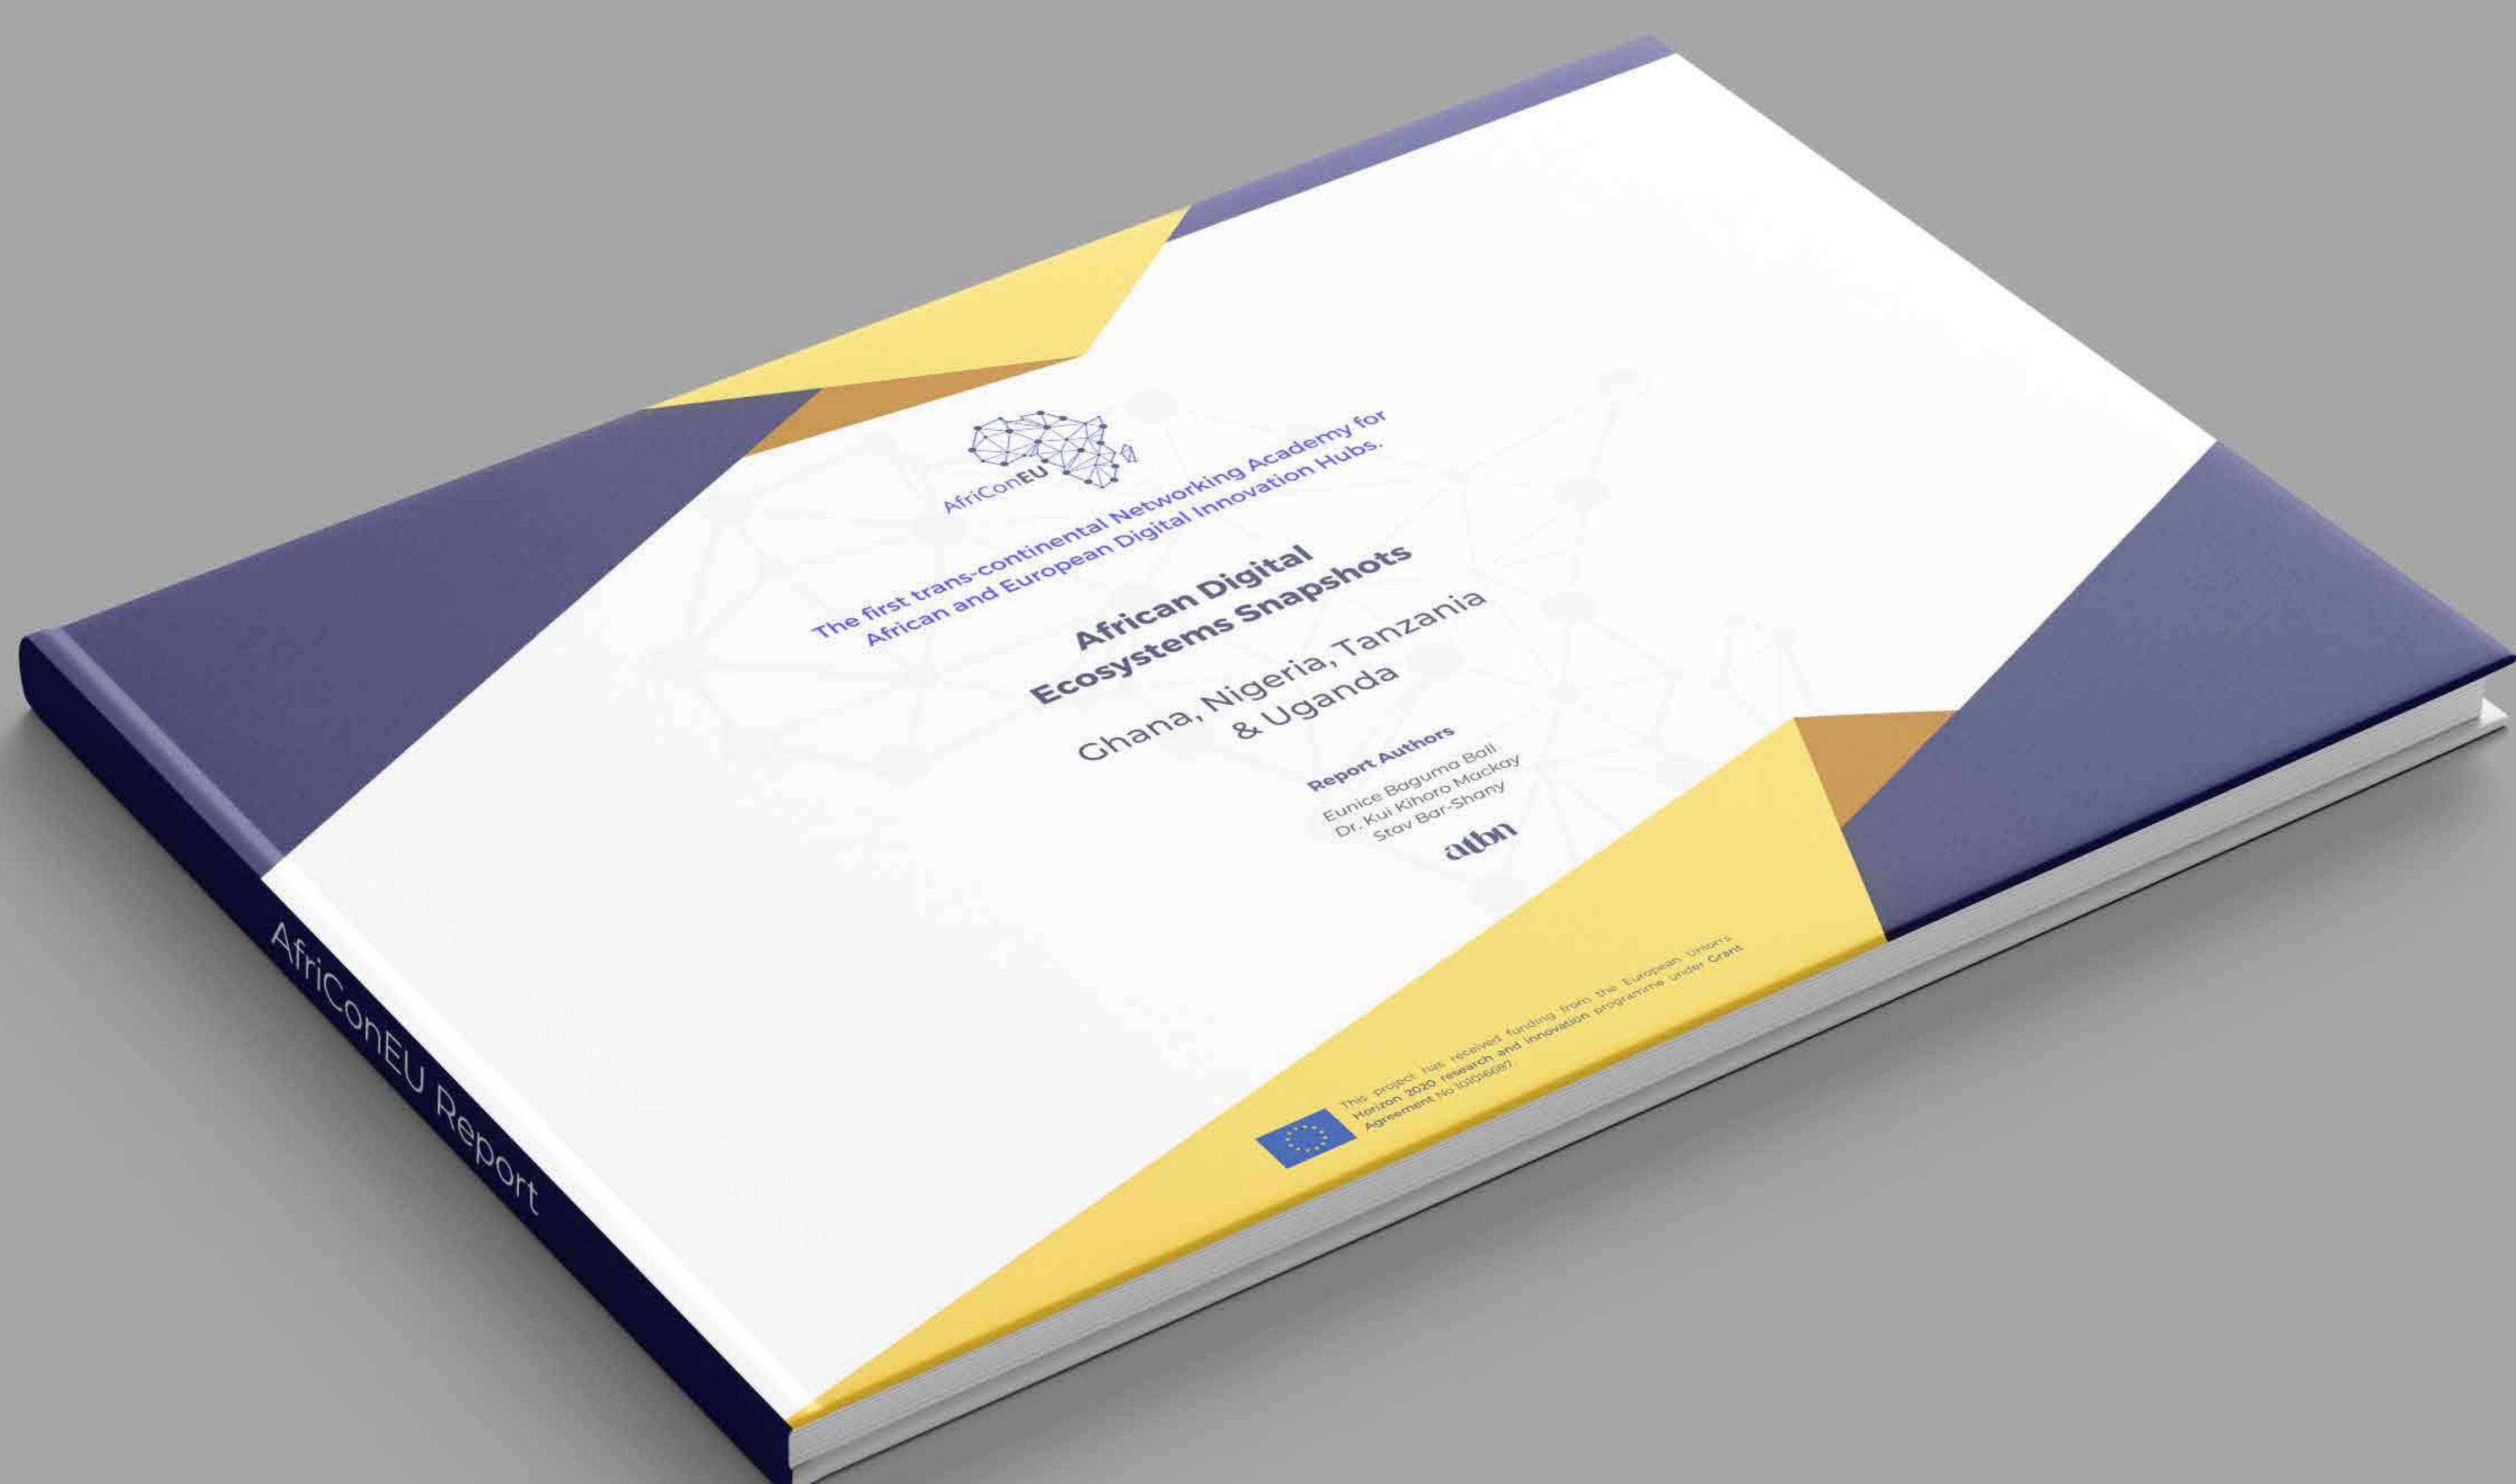 AfriConEU
The first trans-continental Networking Academy for
African and European Digital Innovation Hubs.
African Digital
Ecosystems Snapshots
Ghana, Nigeria, Tanzania
& Uganda
Report Authors
Eunice Baguma Ball
Dr. Kui Kihoro Mackay
Stav Bar-Shany
atbn
This project has received funding from the European Union's
Horizon 2020 research and innovation programme under Grant
Agreement No 101016687.
AfriConEU Report